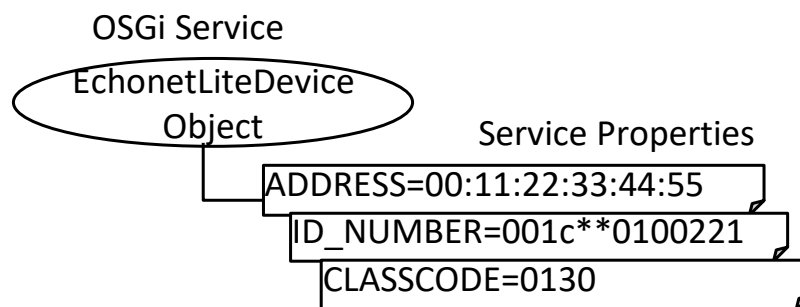 OSGi Service
EchonetLiteDevice
Object
Service Properties
ADDRESS=00:11:22:33:44:55
ID_NUMBER=001c**0100221
CLASSCODE=0130